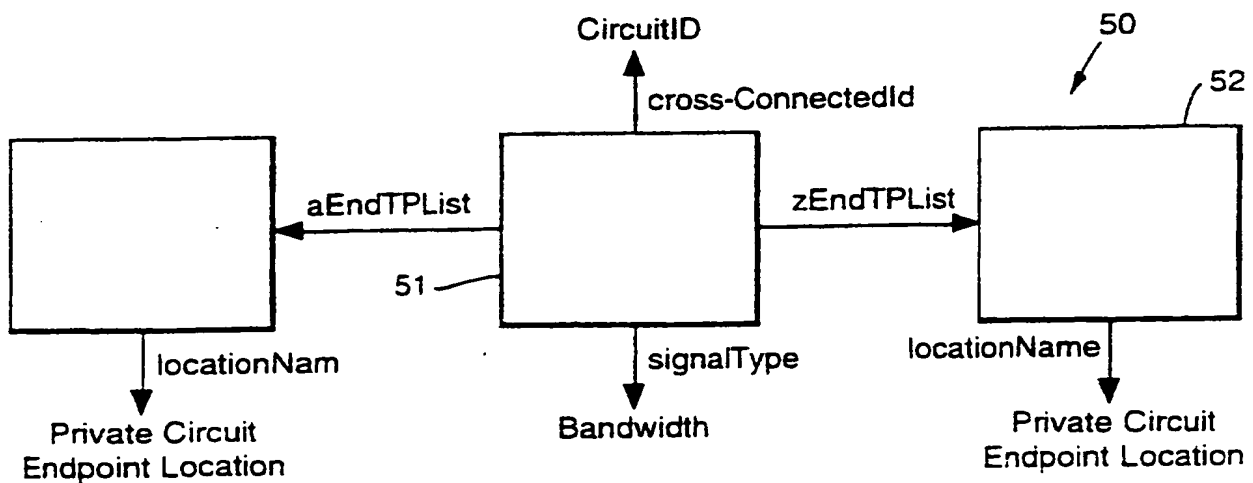 CircuitID
50
cross-ConnectedId
52
aEndTPList
zEndTPList
51
locationNam
signalType
locationName
Private Circuit
Endpoint Location
Bandwidth
Private Circuit
Endpoint Location